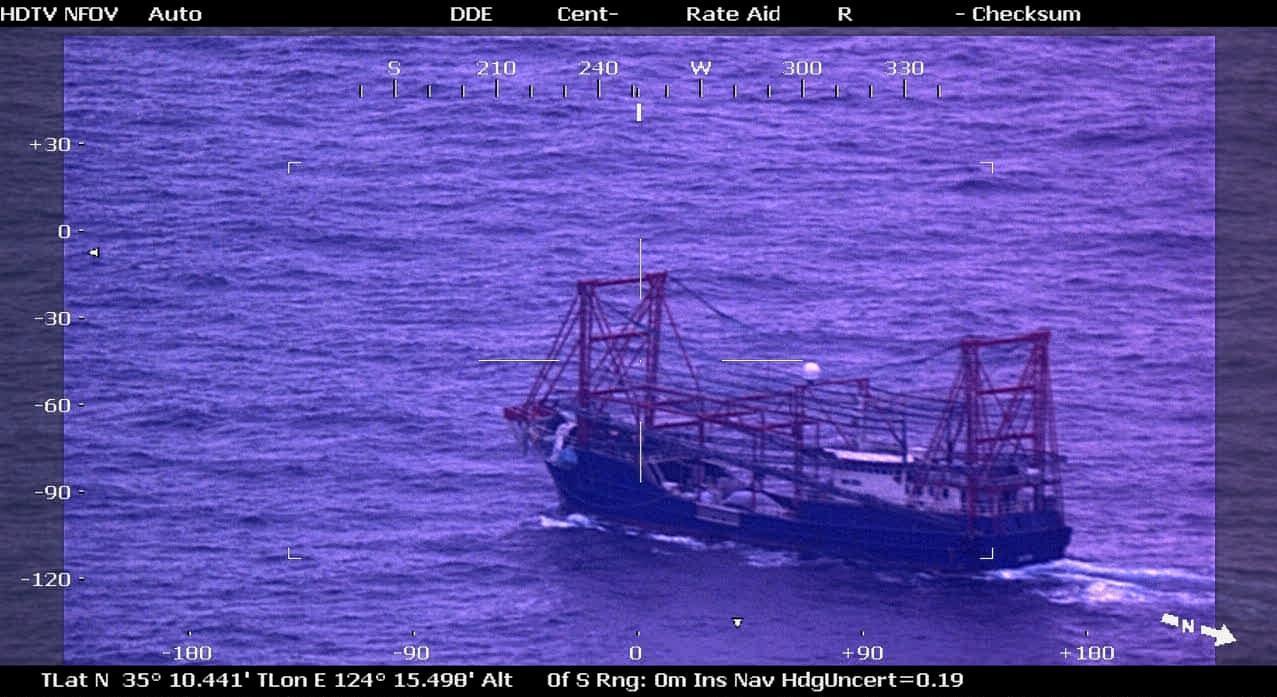 HDTV NFOV Auto DDE Cent- Rate Aid R - Checksum
S 210 240 W 300 330
+30
0
-30
-60
-90
-120
N
-180 -90 0 +90 +180
TLat N 35° 10.441' TLon E 124° 15.498' Alt 0f S Rng: 0m Ins Nav HdgUncert=0.19